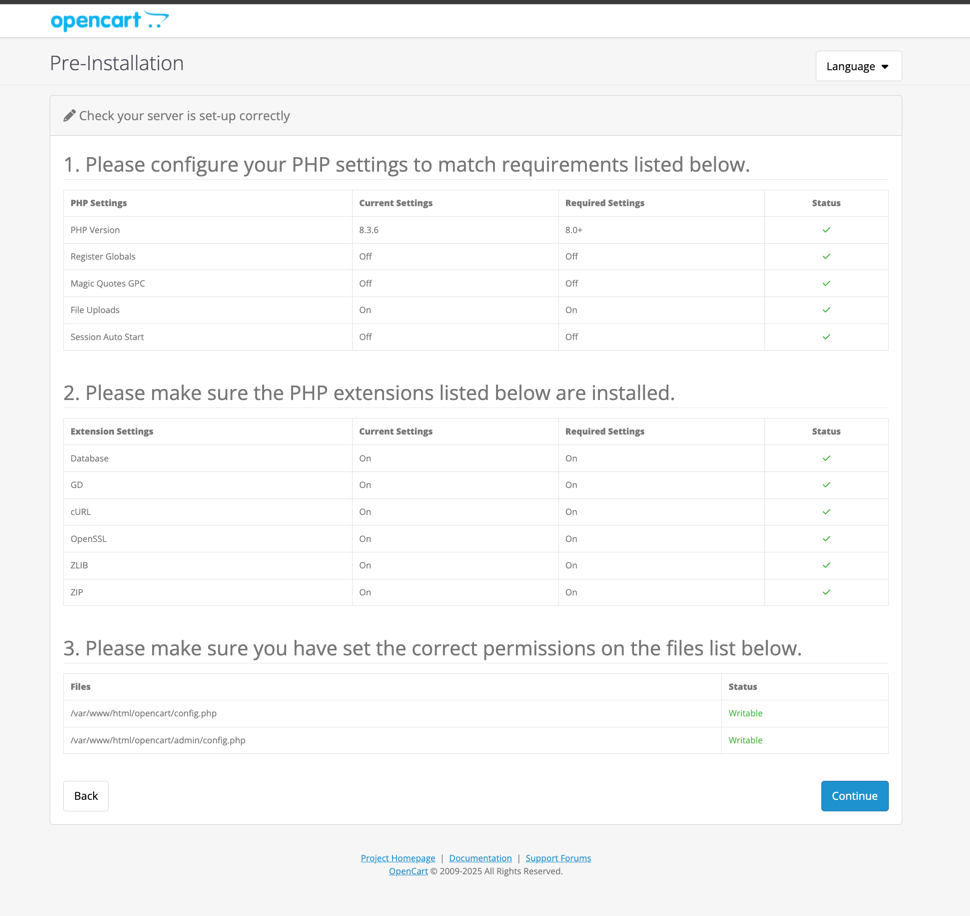 opencart
Pre-Installation
Language
Check your server is set-up correctly
1. Please configure your PHP settings to match requirements listed below.
PHP Settings Current Settings Required Settings Status
PHP Version 8.3.6 8.0+
Register Globals Off Off
Magic Quotes GPC Off Off
File Uploads On On
Session Auto Start Off Off
2. Please make sure the PHP extensions listed below are installed.
Extension Settings Current Settings Required Settings Status
Database On On
GD On On
cURL On On
OpenSSL On On
ZLIB On On
ZIP On On
3. Please make sure you have set the correct permissions on the files list below.
Files Status
/var/www/html/opencart/config.php Writable
/var/www/html/opencart/admin/config.php Writable
Back Continue
Project Homepage | Documentation | Support Forums
OpenCart © 2009-2025 All Rights Reserved.